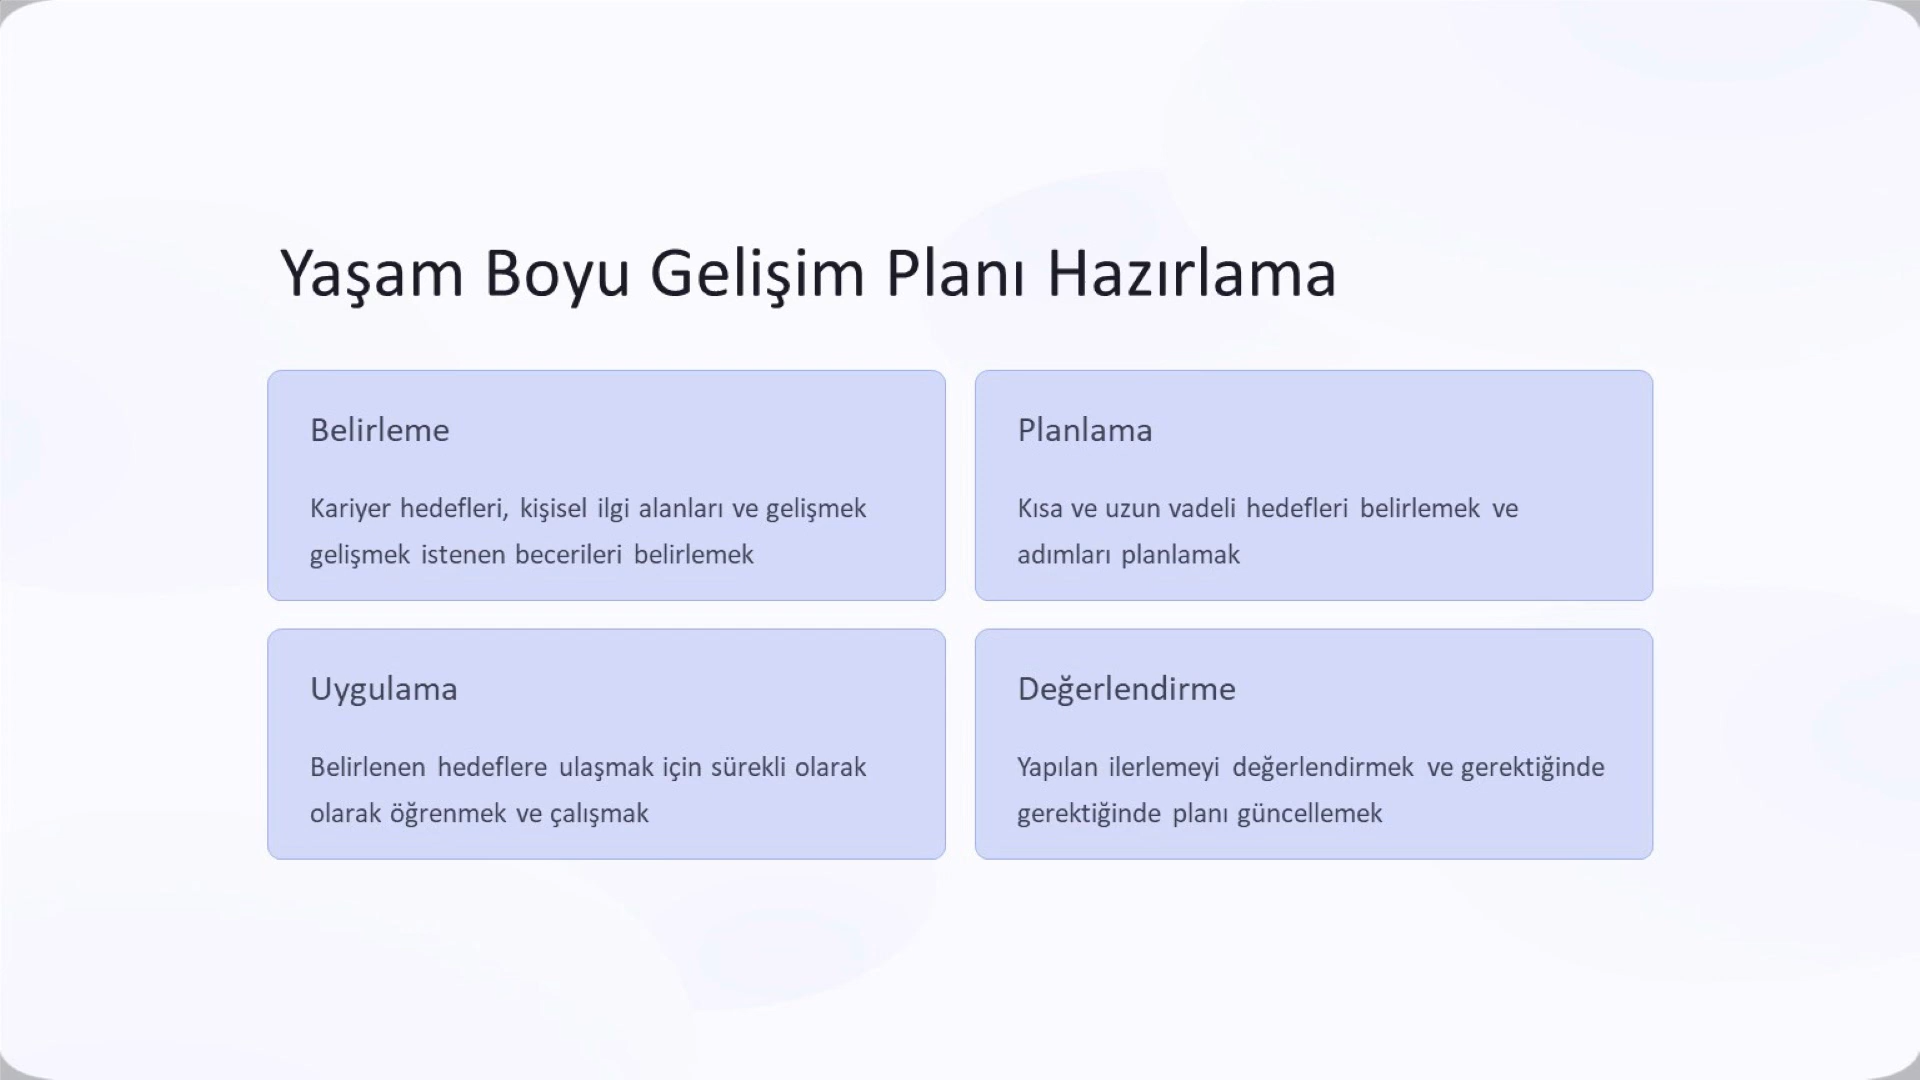 Yaşam Boyu Gelişim Planı Hazırlama
Belirleme
Kariyer hedefleri, kişisel ilgi alanları ve gelişmek
gelişmek istenen becerileri belirlemek
Planlama
Kısa ve uzun vadeli hedefleri belirlemek ve
adımları planlamak
Uygulama
Belirlenen hedeflere ulaşmak için sürekli olarak
olarak öğrenmek ve çalışmak
Değerlendirme
Yapılan ilerlemeyi değerlendirmek ve gerektiğinde
gerektiğinde planı güncellemek